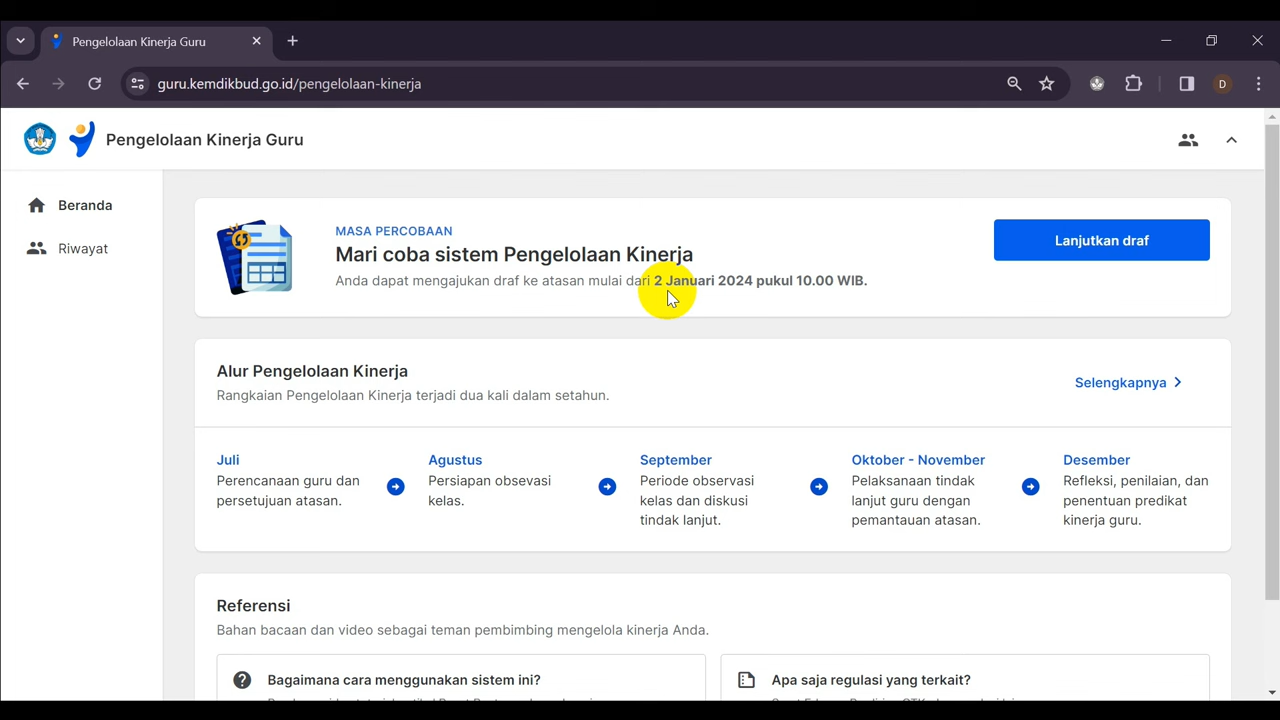 Pengelolaan Kinerja Guru
guru.kemdikbud.go.id/pengelolaan-kinerja
D
Pengelolaan Kinerja Guru
Beranda
Riwayat
MASA PERCOBAAN
Mari coba sistem Pengelolaan Kinerja
Anda dapat mengajukan draf ke atasan mulai dari 2 Januari 2024 pukul 10.00 WIB.
Lanjutkan draf
Alur Pengelolaan Kinerja
Rangkaian Pengelolaan Kinerja terjadi dua kali dalam setahun.
Selengkapnya
Juli
Perencanaan guru dan
persetujuan atasan.
Agustus
Persiapan obsevasi
kelas.
September
Periode observasi
kelas dan diskusi
tindak lanjut.
Oktober - November
Pelaksanaan tindak
lanjut guru dengan
pemantauan atasan.
Desember
Refleksi, penilaian, dan
penentuan predikat
kinerja guru.
Referensi
Bahan bacaan dan video sebagai teman pembimbing mengelola kinerja Anda.
Bagaimana cara menggunakan sistem ini?
Apa saja regulasi yang terkait?